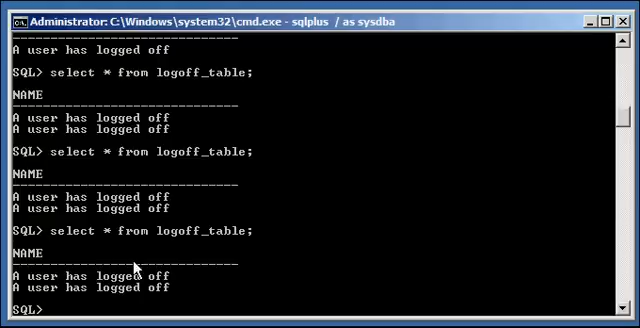 Administrator: C:\Windows\system32\cmd.exe - sqlplus / as sysdba
------------------------------
A user has logged off
SQL> select * from logoff_table;
NAME
------------------------------
A user has logged off
A user has logged off
SQL> select * from logoff_table;
NAME
------------------------------
A user has logged off
A user has logged off
SQL> select * from logoff_table;
NAME
------------------------------
A user has logged off
A user has logged off
SQL>